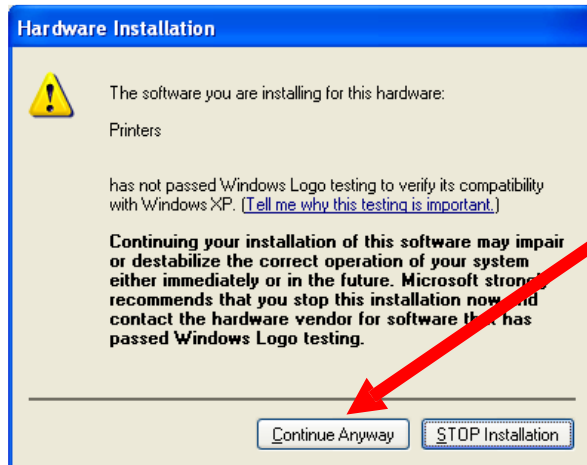 Hardware Installation
The software you are installing for this hardware:
Printers
has not passed Windows Logo testing to verify its compatibility
with Windows XP. (Tell me why this testing is important.)
Continuing your installation of this software may impair
or destabilize the correct operation of your system
either immediately or in the future. Microsoft strongly
recommends that you stop this installation now and
contact the hardware vendor for software that has
passed Windows Logo testing.
Continue Anyway
STOP Installation